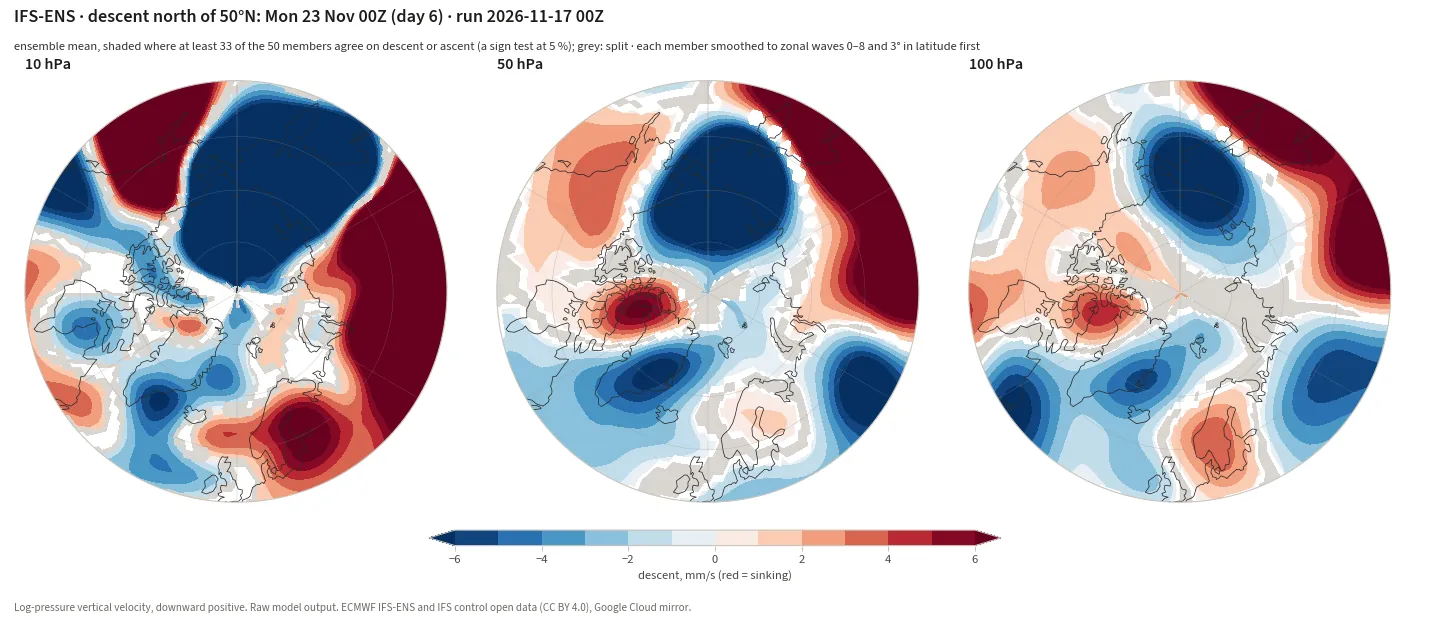 IFS-ENS · descent north of 50°N: Mon 23 Nov 00Z (day 6) · run 2026-11-17 00Z
ensemble mean, shaded where at least 33 of the 50 members agree on descent or ascent (a sign test at 5 %); grey: split · each member smoothed to zonal waves 0–8 and 3° in latitude first
10 hPa
50 hPa
100 hPa
−6 −4 −2 0 2 4 6
descent, mm/s (red = sinking)
Log-pressure vertical velocity, downward positive. Raw model output. ECMWF IFS-ENS and IFS control open data (CC BY 4.0), Google Cloud mirror.